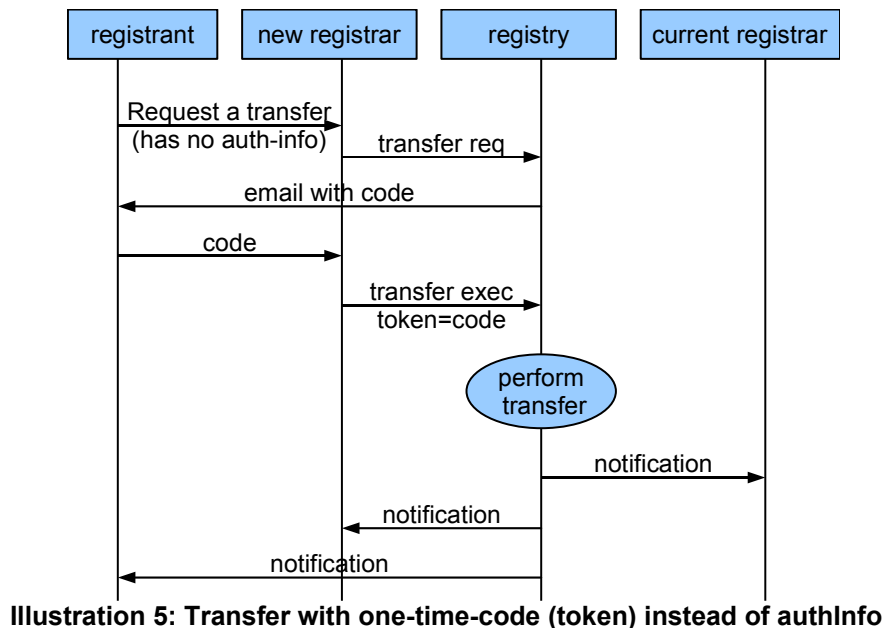 registrant
new registrar
registry
current registrar
Request a transfer
(has no auth-info)
transfer req
email with code
code
transfer exec
token=code
perform
transfer
notification
notification
notification
Illustration 5: Transfer with one-time-code (token) instead of authInfo